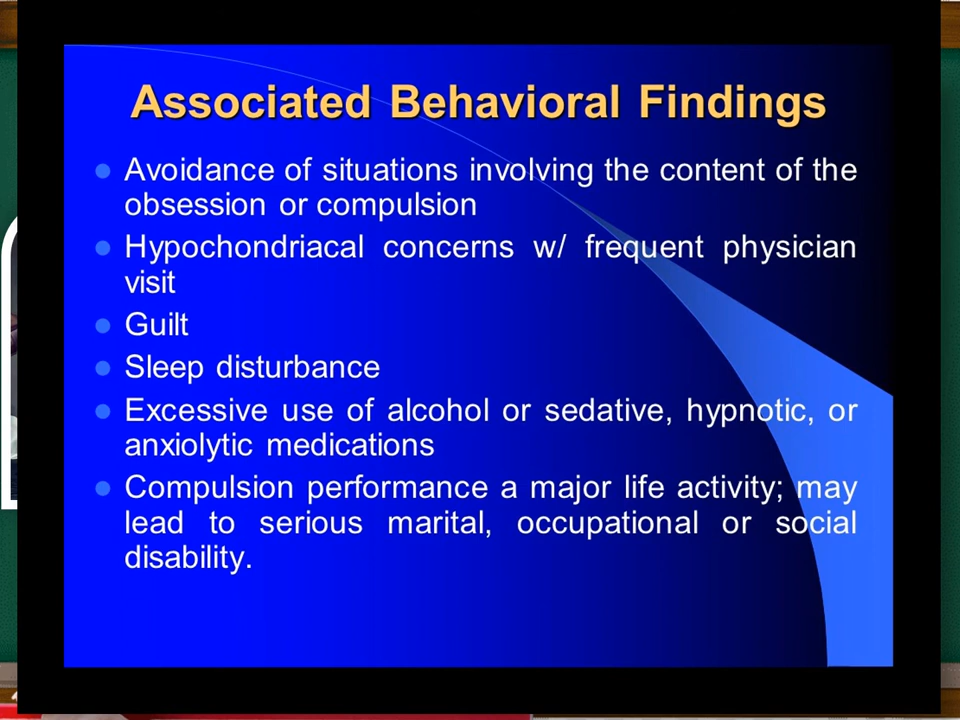 Associated Behavioral Findings
Avoidance of situations involving the content of the
obsession or compulsion
Hypochondriacal concerns w/ frequent physician
visit
Guilt
Sleep disturbance
Excessive use of alcohol or sedative, hypnotic, or
anxiolytic medications
Compulsion performance a major life activity; may
lead to serious marital, occupational or social
disability.